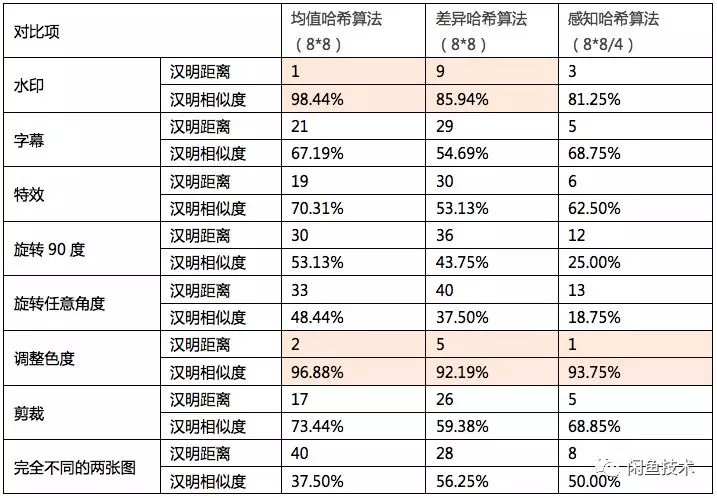 对比项 均值哈希算法 差异哈希算法 感知哈希算法
（8*8） （8*8） （8*8/4）
水印 汉明距离 1 9 3
汉明相似度 98.44% 85.94% 81.25%
字幕 汉明距离 21 29 5
汉明相似度 67.19% 54.69% 68.75%
特效 汉明距离 19 30 6
汉明相似度 70.31% 53.13% 62.50%
旋转 90 度 汉明距离 30 36 12
汉明相似度 53.13% 43.75% 25.00%
旋转任意角度 汉明距离 33 40 13
汉明相似度 48.44% 37.50% 18.75%
调整色度 汉明距离 2 5 1
汉明相似度 96.88% 92.19% 93.75%
剪裁 汉明距离 17 26 5
汉明相似度 73.44% 59.38% 68.85%
完全不同的两张图 汉明距离 40 28 8
汉明相似度 37.50% 56.25% 50.00%
闲鱼技术